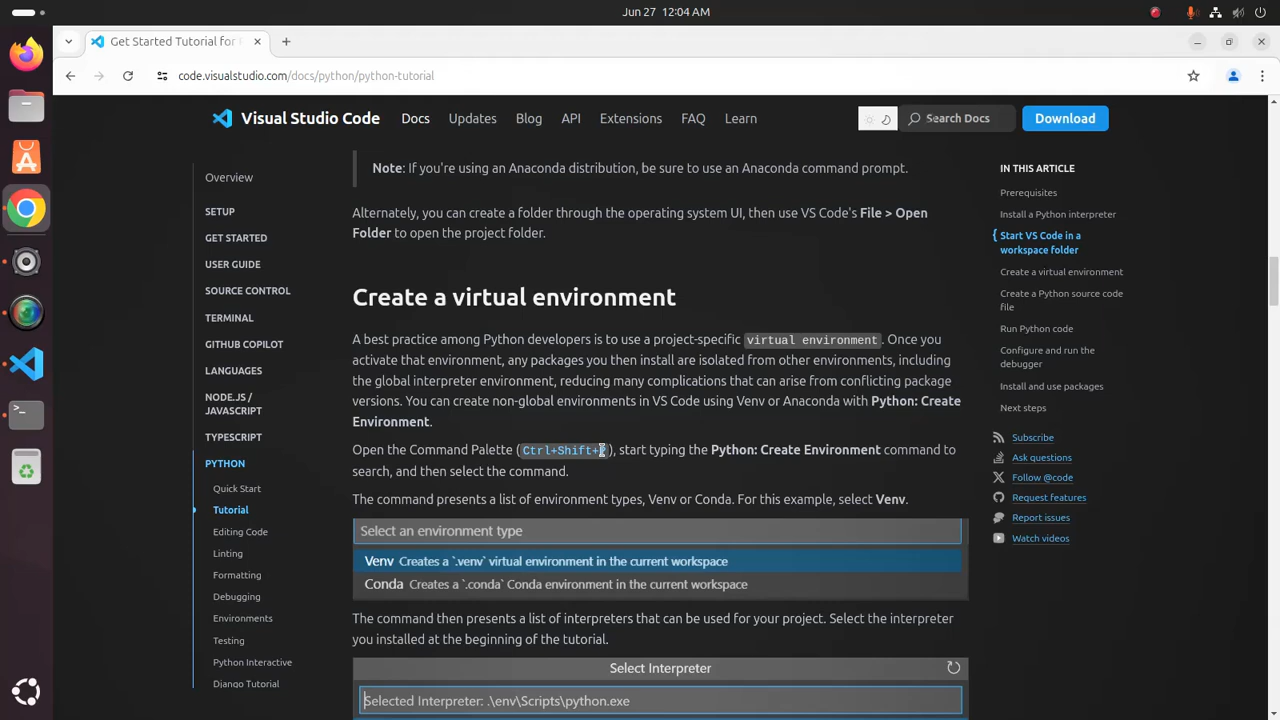 Jun 27 12:04 AM
Get Started Tutorial for
code.visualstudio.com/docs/python/python-tutorial
Visual Studio Code
Docs
Updates
Blog
API
Extensions
FAQ
Learn
Search Docs
Download
Overview
SETUP
GET STARTED
USER GUIDE
SOURCE CONTROL
TERMINAL
GITHUB COPILOT
LANGUAGES
NODE.JS /
JAVASCRIPT
TYPESCRIPT
PYTHON
Quick Start
Tutorial
Editing Code
Linting
Formatting
Debugging
Environments
Testing
Python Interactive
Django Tutorial
Note: If you're using an Anaconda distribution, be sure to use an Anaconda command prompt.
Alternately, you can create a folder through the operating system UI, then use VS Code's File > Open
Folder to open the project folder.
Create a virtual environment
A best practice among Python developers is to use a project-specific virtual environment. Once you
activate that environment, any packages you then install are isolated from other environments, including
the global interpreter environment, reducing many complications that can arise from conflicting package
versions. You can create non-global environments in VS Code using Venv or Anaconda with Python: Create
Environment.
Open the Command Palette (Ctrl+Shift+), start typing the Python: Create Environment command to
search, and then select the command.
The command presents a list of environment types, Venv or Conda. For this example, select Venv.
Select an environment type
Venv Creates a `.venv` virtual environment in the current workspace
Conda Creates a `.conda` Conda environment in the current workspace
The command then presents a list of interpreters that can be used for your project. Select the interpreter
you installed at the beginning of the tutorial.
Select Interpreter
Selected Interpreter: .\env\Scripts\python.exe
IN THIS ARTICLE
Prerequisites
Install a Python interpreter
Start VS Code in a
workspace folder
Create a virtual environment
Create a Python source code
file
Run Python code
Configure and run the
debugger
Install and use packages
Next steps
Subscribe
Ask questions
Follow @code
Request features
Report issues
Watch videos